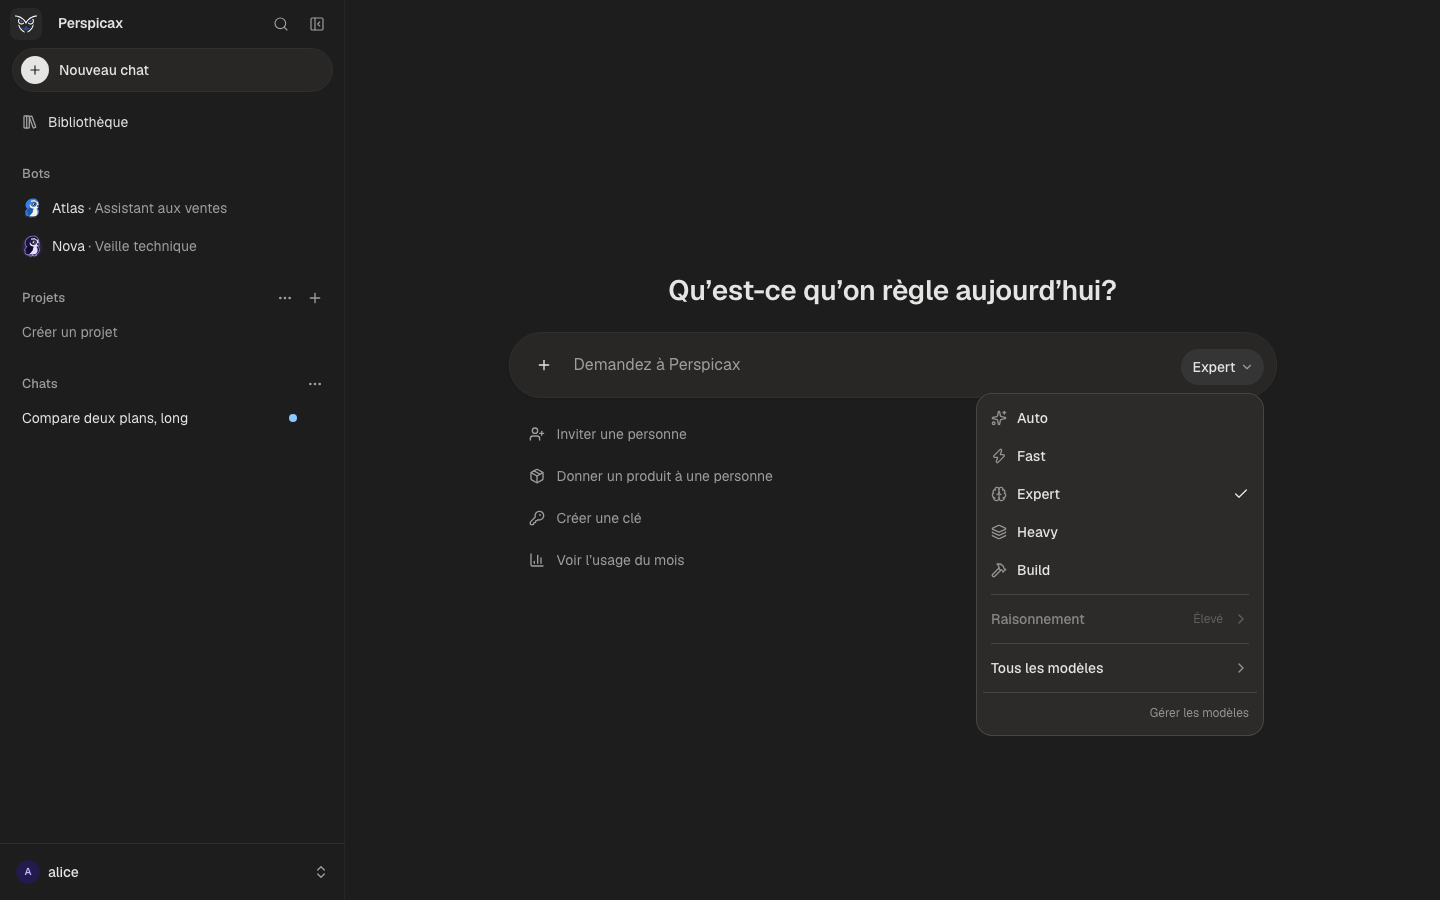 Perspicax
Nouveau chat
Bibliothèque
Bots
Atlas · Assistant aux ventes
Nova · Veille technique
Projets
Créer un projet
Chats
Compare deux plans, long
A alice
Qu’est-ce qu’on règle aujourd’hui?
Demandez à Perspicax
Expert
Inviter une personne
Donner un produit à une personne
Créer une clé
Voir l’usage du mois
Auto
Fast
Expert
Heavy
Build
Raisonnement Élevé
Tous les modèles
Gérer les modèles